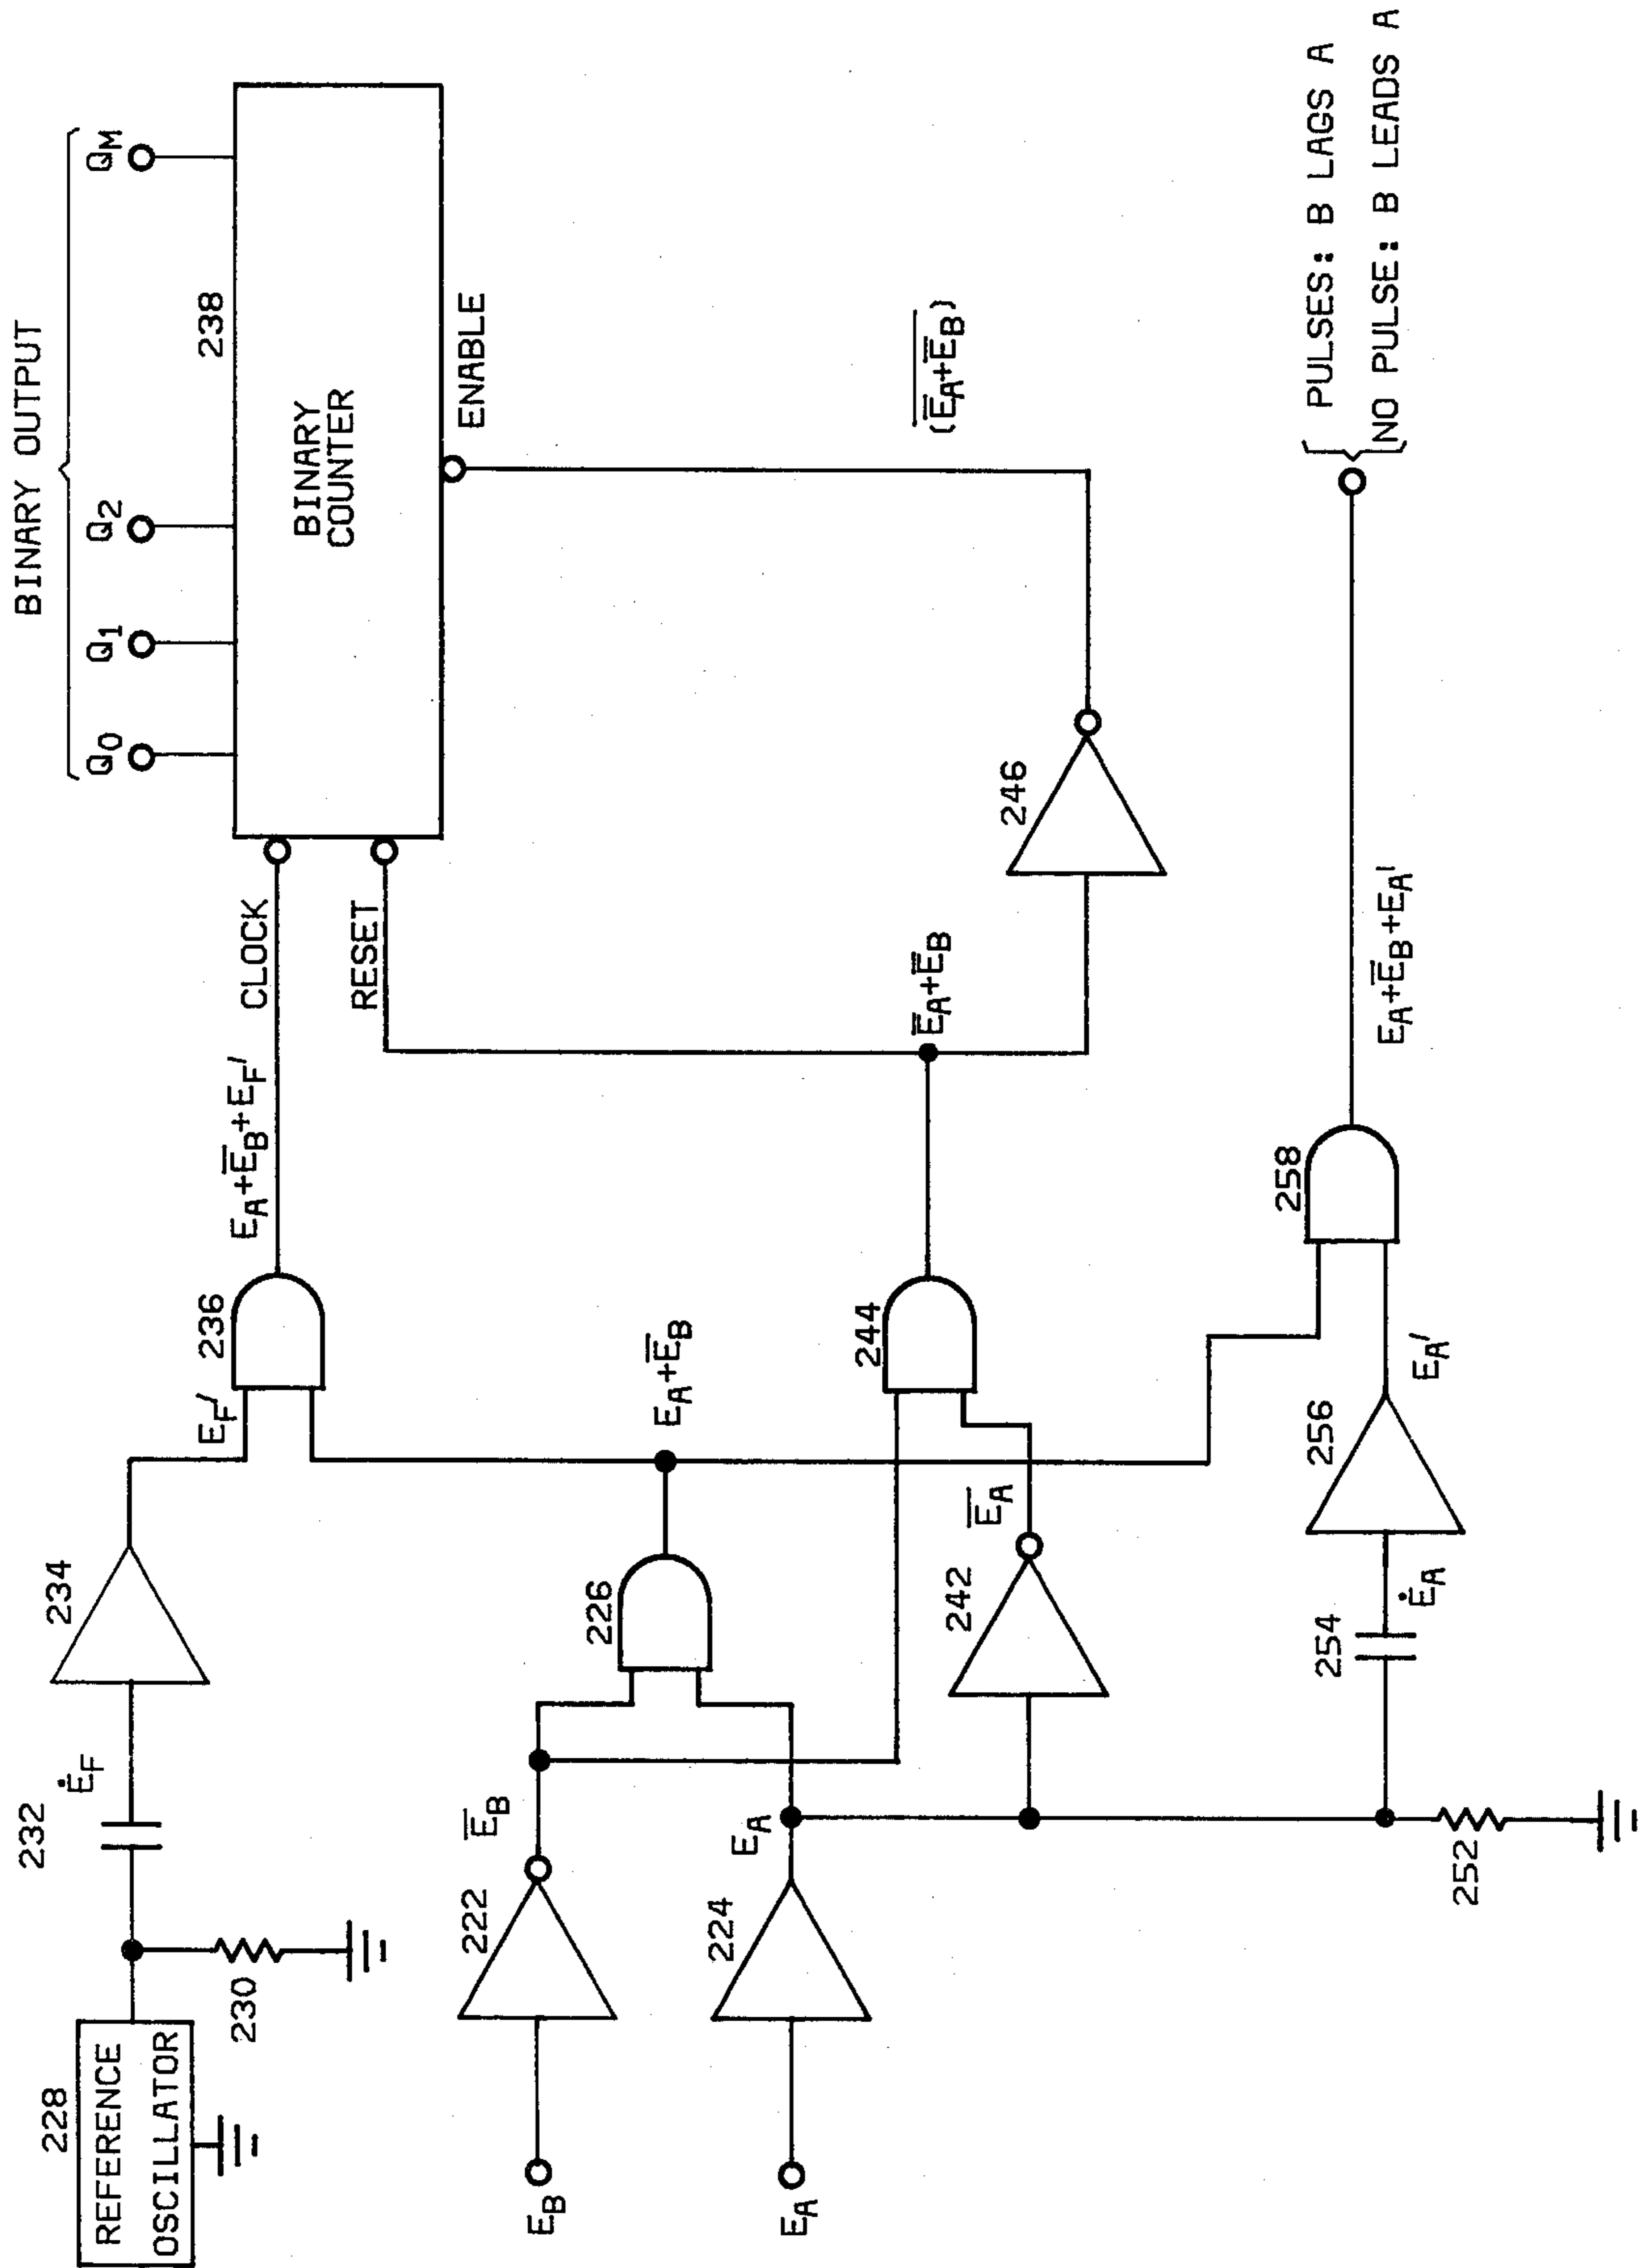 BINARY OUTPUT
Q0 Q1 Q2 QM
238
BINARY
COUNTER
CLOCK
RESET
ENABLE
228
REFERENCE
OSCILLATOR
230
232
ĖF
234
EF'
236
EA+E̅B+EF'
EB
222
E̅B
EA
224
EA
226
EA+E̅B
242
E̅A
244
E̅A+E̅B
246
(E̅A+E̅B)̅
252
254
ĖA
256
EA'
258
EA+E̅B+EA'
PULSES: B LAGS A
NO PULSE: B LEADS A